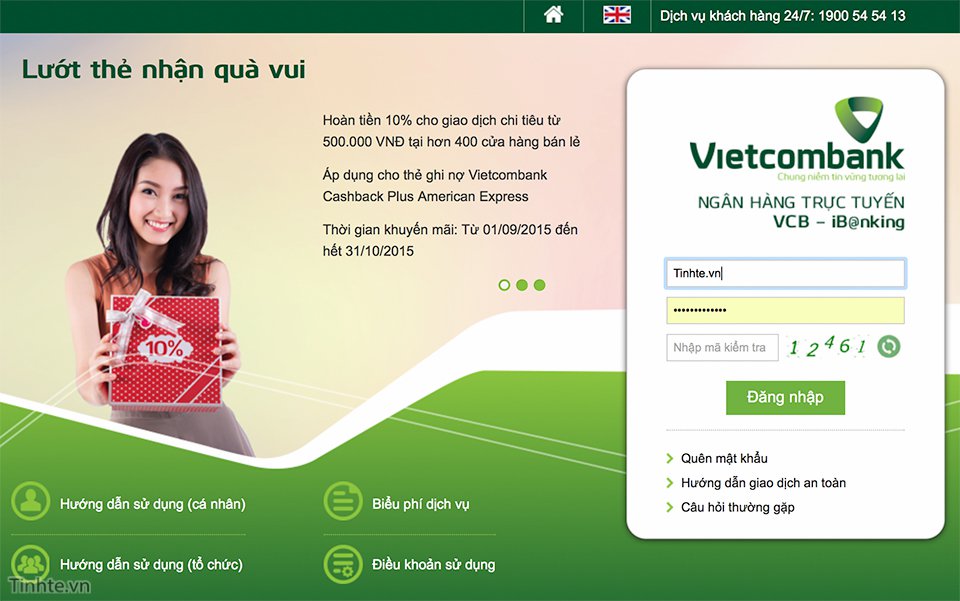 Dịch vụ khách hàng 24/7: 1900 54 54 13
Lướt thẻ nhận quà vui
Hoàn tiền 10% cho giao dịch chi tiêu từ
500.000 VNĐ tại hơn 400 cửa hàng bán lẻ
Áp dụng cho thẻ ghi nợ Vietcombank
Cashback Plus American Express
Thời gian khuyến mãi: Từ 01/09/2015 đến
hết 31/10/2015
10%
Vietcombank
Chung niềm tin vững tương lai
NGÂN HÀNG TRỰC TUYẾN
VCB – iB@nking
Tinhte.vn
•••••••••••••
Nhập mã kiểm tra
12461
Đăng nhập
Quên mật khẩu
Hướng dẫn giao dịch an toàn
Câu hỏi thường gặp
Hướng dẫn sử dụng (cá nhân)
Biểu phí dịch vụ
Hướng dẫn sử dụng (tổ chức)
Điều khoản sử dụng
Tinhte.vn